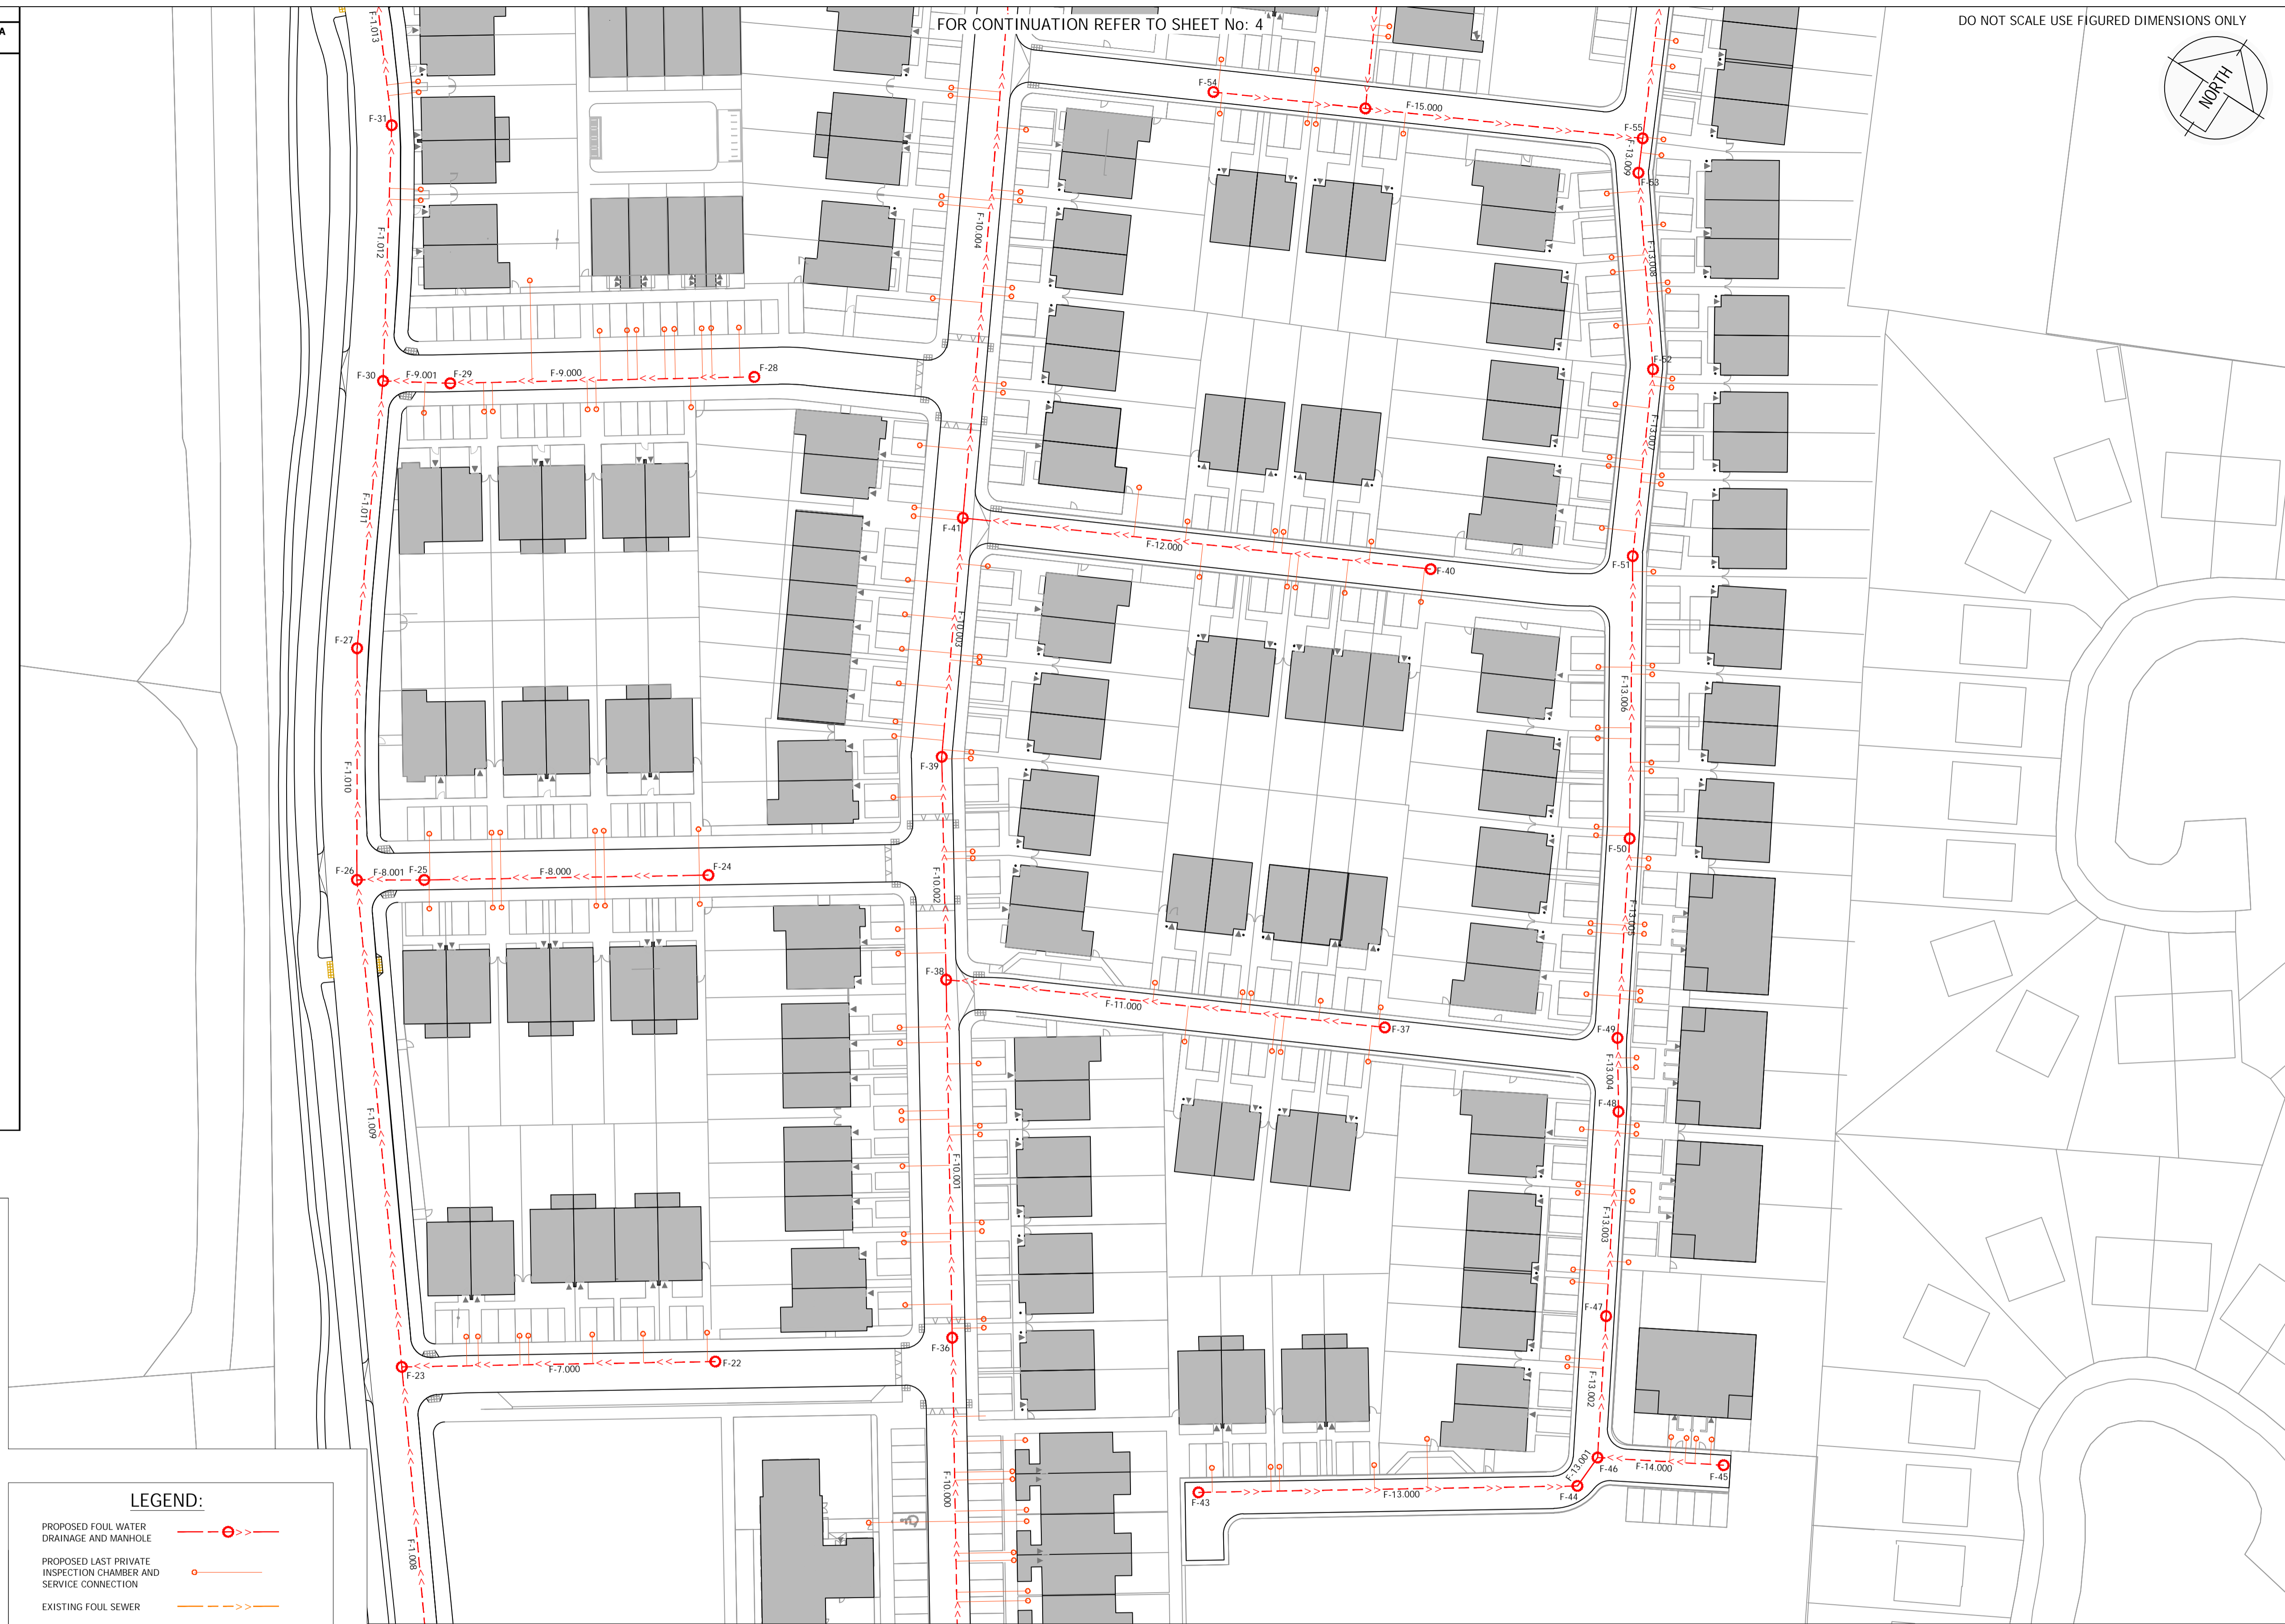 A
FOR CONTINUATION REFER TO SHEET No: 4
DO NOT SCALE USE FIGURED DIMENSIONS ONLY
NORTH
F-1.013
F-54
F-15.000
F-31
F-55
F-13.009
F-53
F-1.012
F-10.004
F-13.008
F-30
F-9.001
F-29
F-9.000
F-28
F-52
F-13.007
F-1.011
F-41
F-12.000
F-40
F-51
F-27
F-10.003
F-13.006
F-39
F-1.010
F-50
F-26
F-8.001
F-25
F-8.000
F-24
F-10.002
F-13.005
F-38
F-11.000
F-37
F-49
F-13.004
F-48
F-1.009
F-10.001
F-13.003
F-47
F-36
F-23
F-7.000
F-22
F-13.002
F-13.001
F-46
F-14.000
F-45
F-43
F-13.000
F-44
F-10.000
F-1.008
LEGEND:
PROPOSED FOUL WATER
DRAINAGE AND MANHOLE
PROPOSED LAST PRIVATE
INSPECTION CHAMBER AND
SERVICE CONNECTION
EXISTING FOUL SEWER